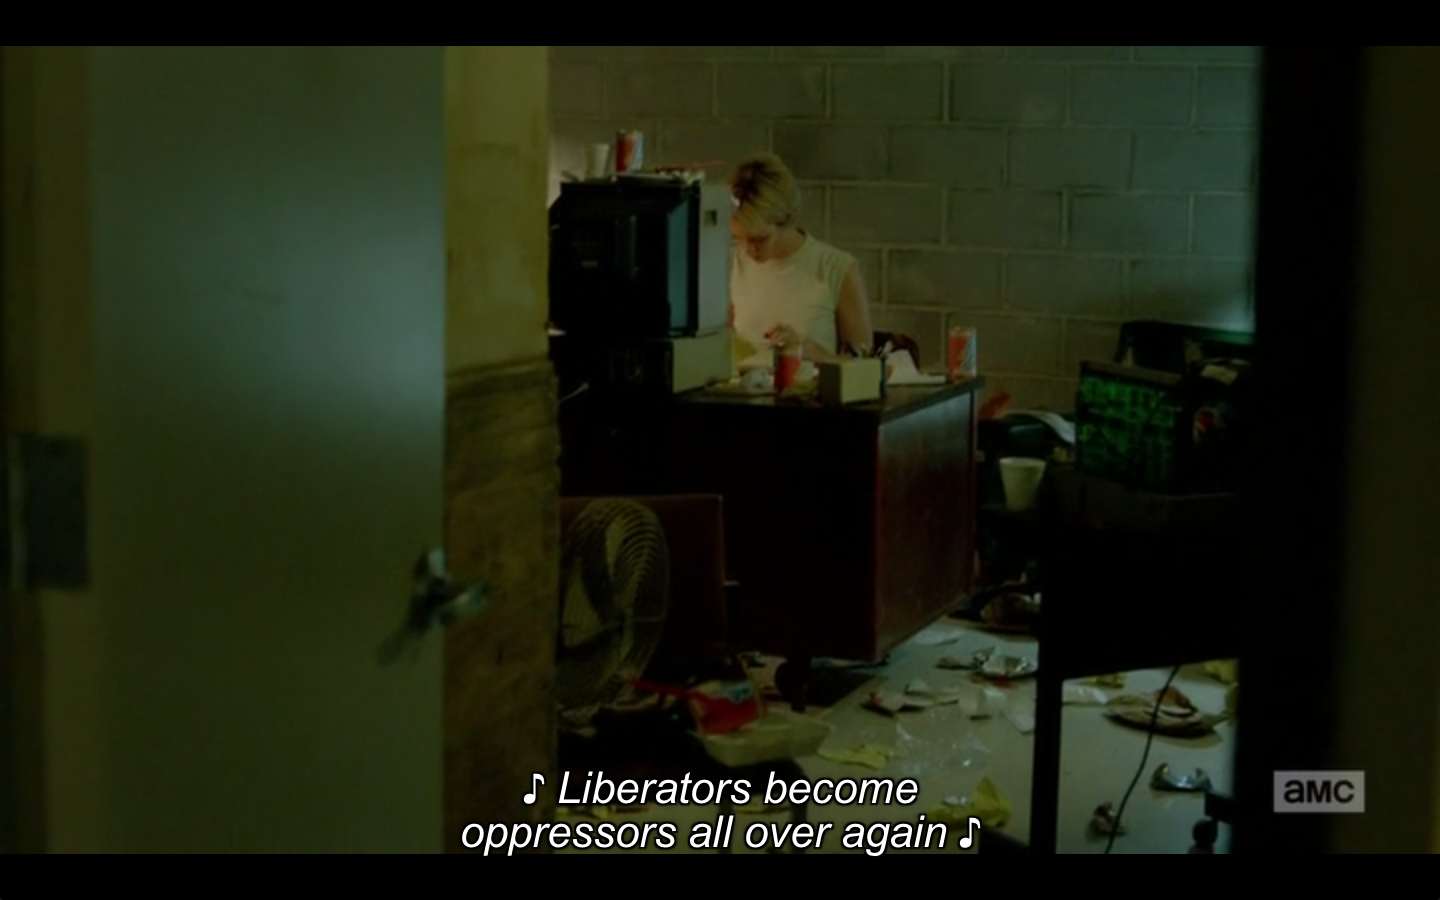 ♪ Liberators become
oppressors all over again ♪
amc